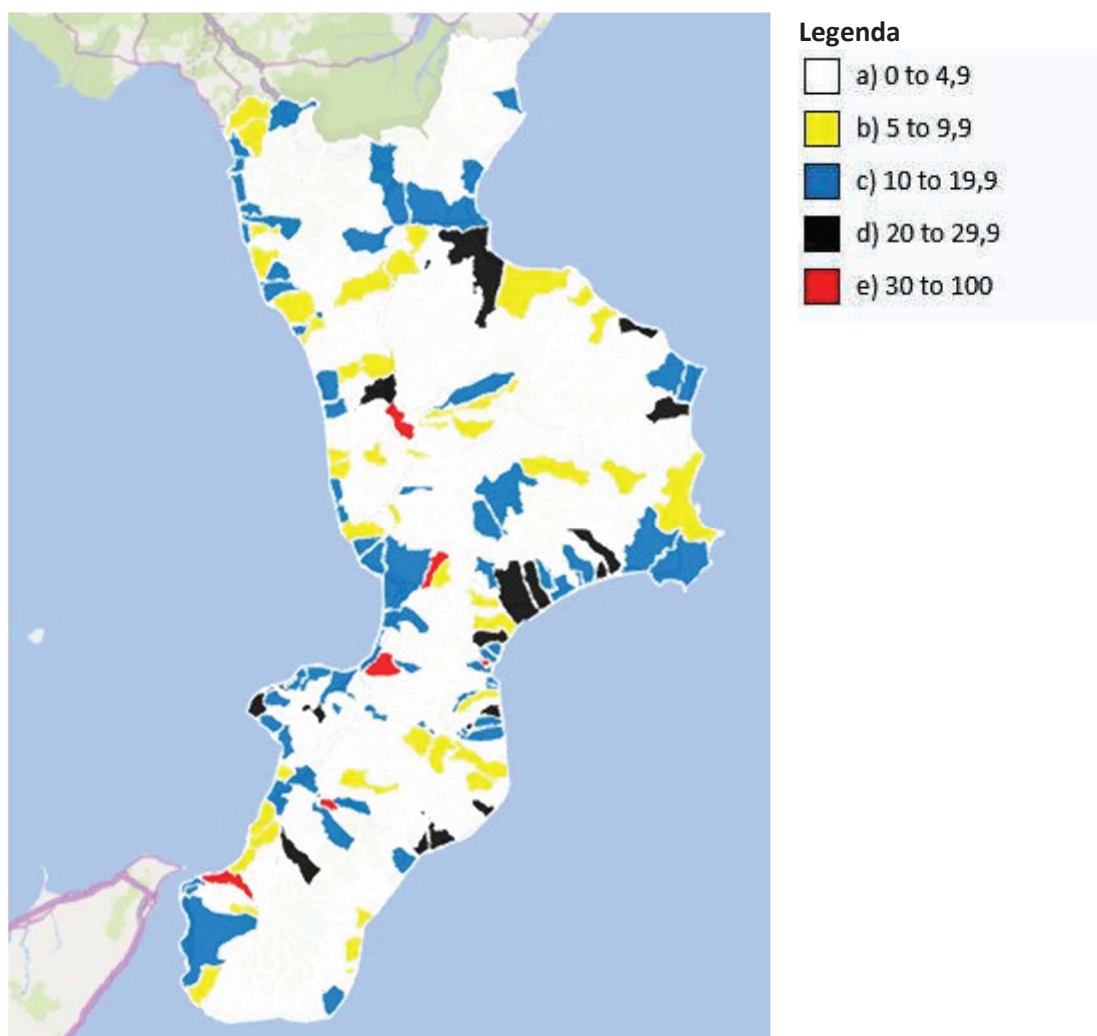 Legenda
a) 0 to 4,9
b) 5 to 9,9
c) 10 to 19,9
d) 20 to 29,9
e) 30 to 100